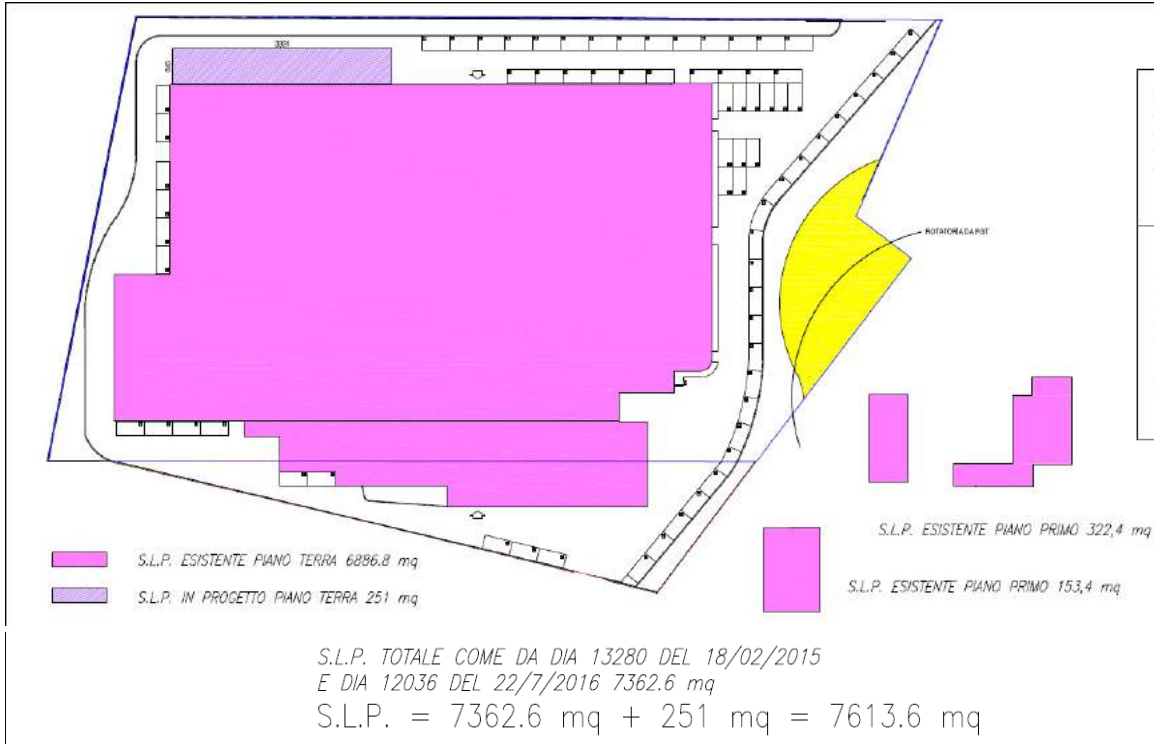 ROTATORIA DA PGT
S.L.P. ESISTENTE PIANO PRIMO 322,4 mq
S.L.P. ESISTENTE PIANO TERRA 6886.8 mq
S.L.P. ESISTENTE PIANO PRIMO 153,4 mq
S.L.P. IN PROGETTO PIANO TERRA 251 mq
S.L.P. TOTALE COME DA DIA 13280 DEL 18/02/2015
E DIA 12036 DEL 22/7/2016 7362.6 mq
S.L.P. = 7362.6 mq + 251 mq = 7613.6 mq